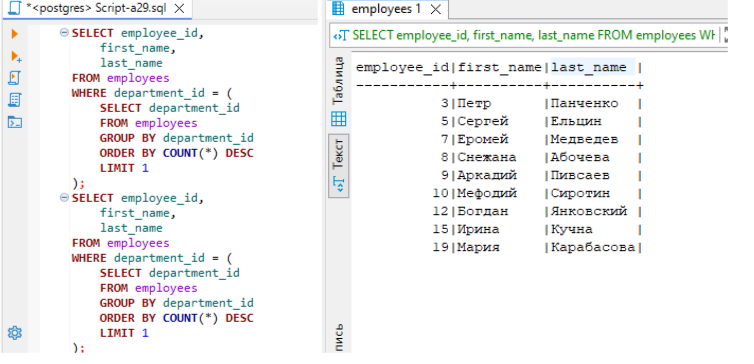 *<postgres> Script-a29.sql
SELECT employee_id,
first_name,
last_name
FROM employees
WHERE department_id = (
SELECT department_id
FROM employees
GROUP BY department_id
ORDER BY COUNT(*) DESC
LIMIT 1
);
SELECT employee_id,
first_name,
last_name
FROM employees
WHERE department_id = (
SELECT department_id
FROM employees
GROUP BY department_id
ORDER BY COUNT(*) DESC
LIMIT 1
);
employees 1
SELECT employee_id, first_name, last_name FROM employees WH
Таблица
Текст
пись
employee_id|first_name|last_name |
-----------+----------+----------+
3|Петр |Панченко |
5|Сергей |Ельцин |
7|Еромей |Медведев |
8|Снежана |Абочева |
9|Аркадий |Пивсаев |
10|Мефодий |Сиротин |
12|Богдан |Янковский |
15|Ирина |Кучна |
19|Мария |Карабасова|